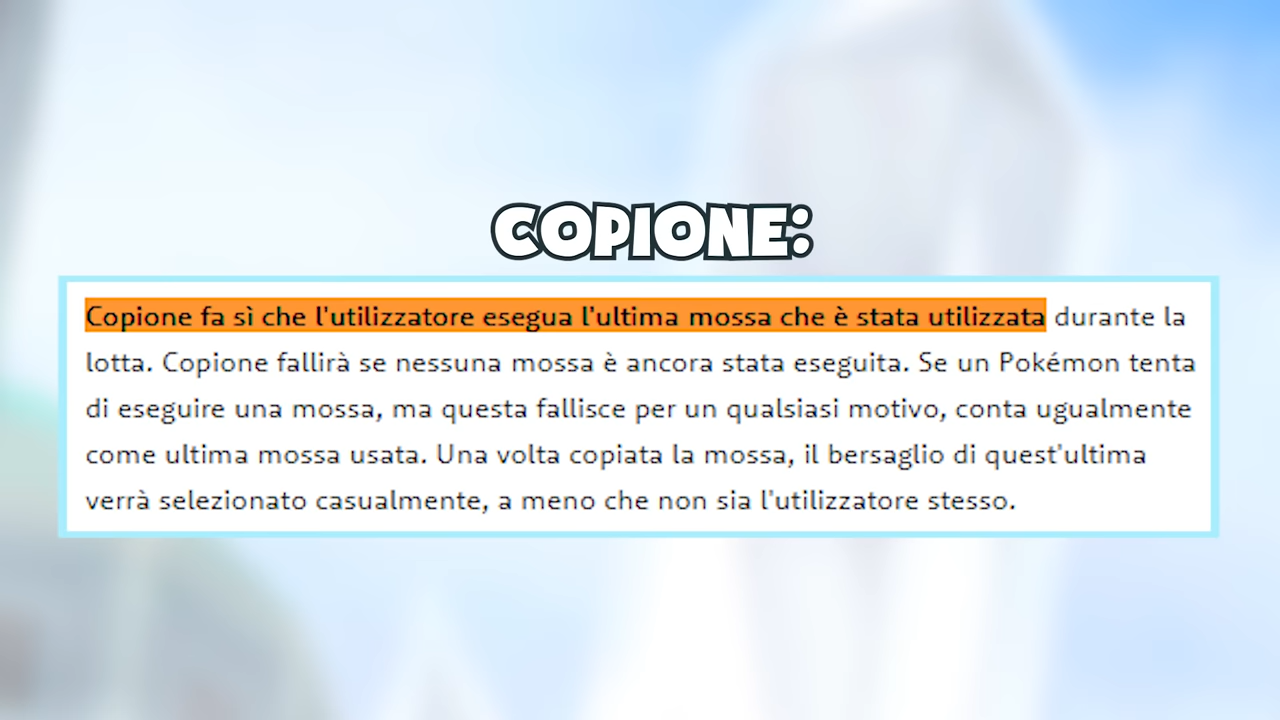 COPIONE:
Copione fa sì che l'utilizzatore esegua l'ultima mossa che è stata utilizzata durante la
lotta. Copione fallirà se nessuna mossa è ancora stata eseguita. Se un Pokémon tenta
di eseguire una mossa, ma questa fallisce per un qualsiasi motivo, conta ugualmente
come ultima mossa usata. Una volta copiata la mossa, il bersaglio di quest'ultima
verrà selezionato casualmente, a meno che non sia l'utilizzatore stesso.